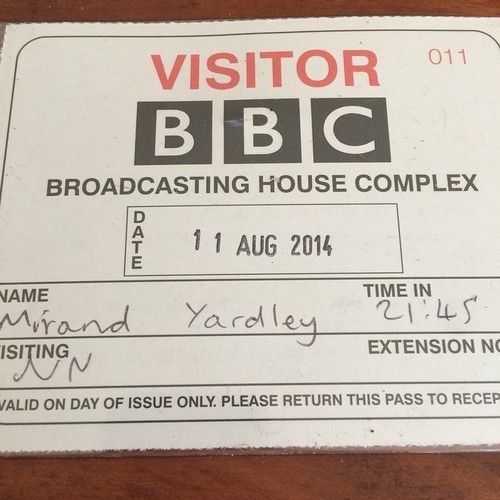 VISITOR 011
BBC
BROADCASTING HOUSE COMPLEX
DATE 11 AUG 2014
NAME TIME IN
Mirand Yardley 21:45
ISITING EXTENSION NO
NN
VALID ON DAY OF ISSUE ONLY. PLEASE RETURN THIS PASS TO RECEP